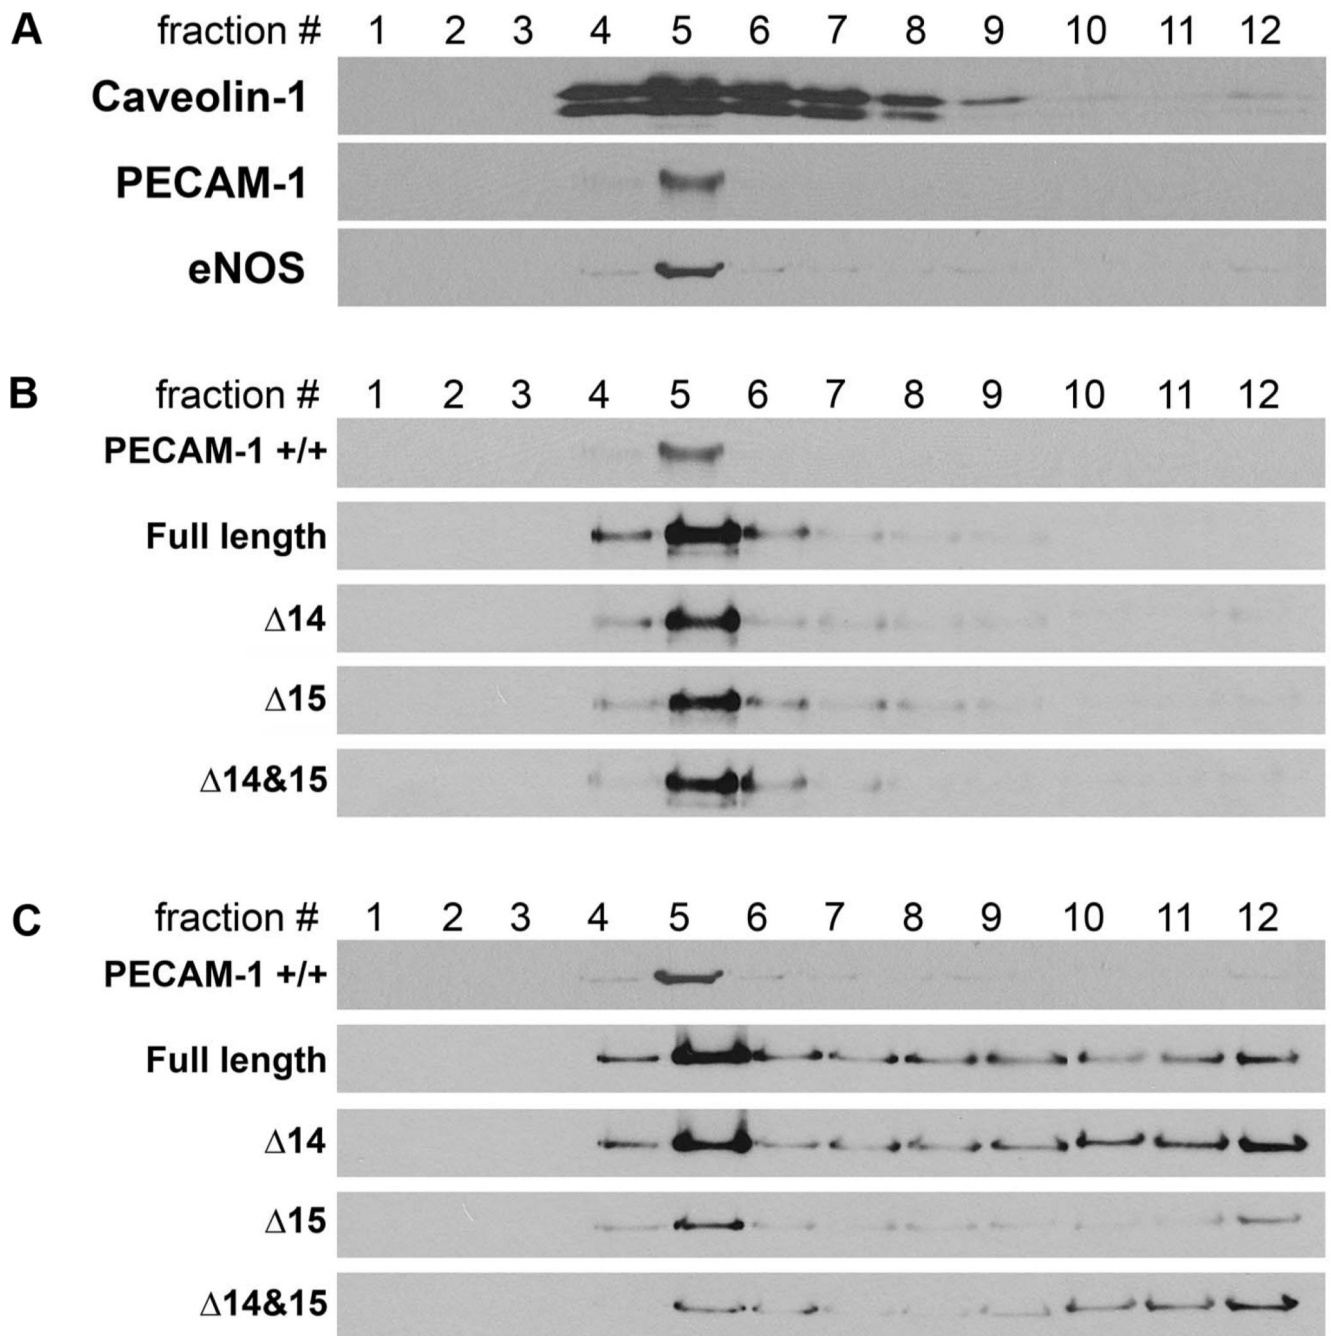 A fraction # 1 2 3 4 5 6 7 8 9 10 11 12
Caveolin-1
PECAM-1
eNOS
B fraction # 1 2 3 4 5 6 7 8 9 10 11 12
PECAM-1 +/+
Full length
Δ14
Δ15
Δ14&15
C fraction # 1 2 3 4 5 6 7 8 9 10 11 12
PECAM-1 +/+
Full length
Δ14
Δ15
Δ14&15